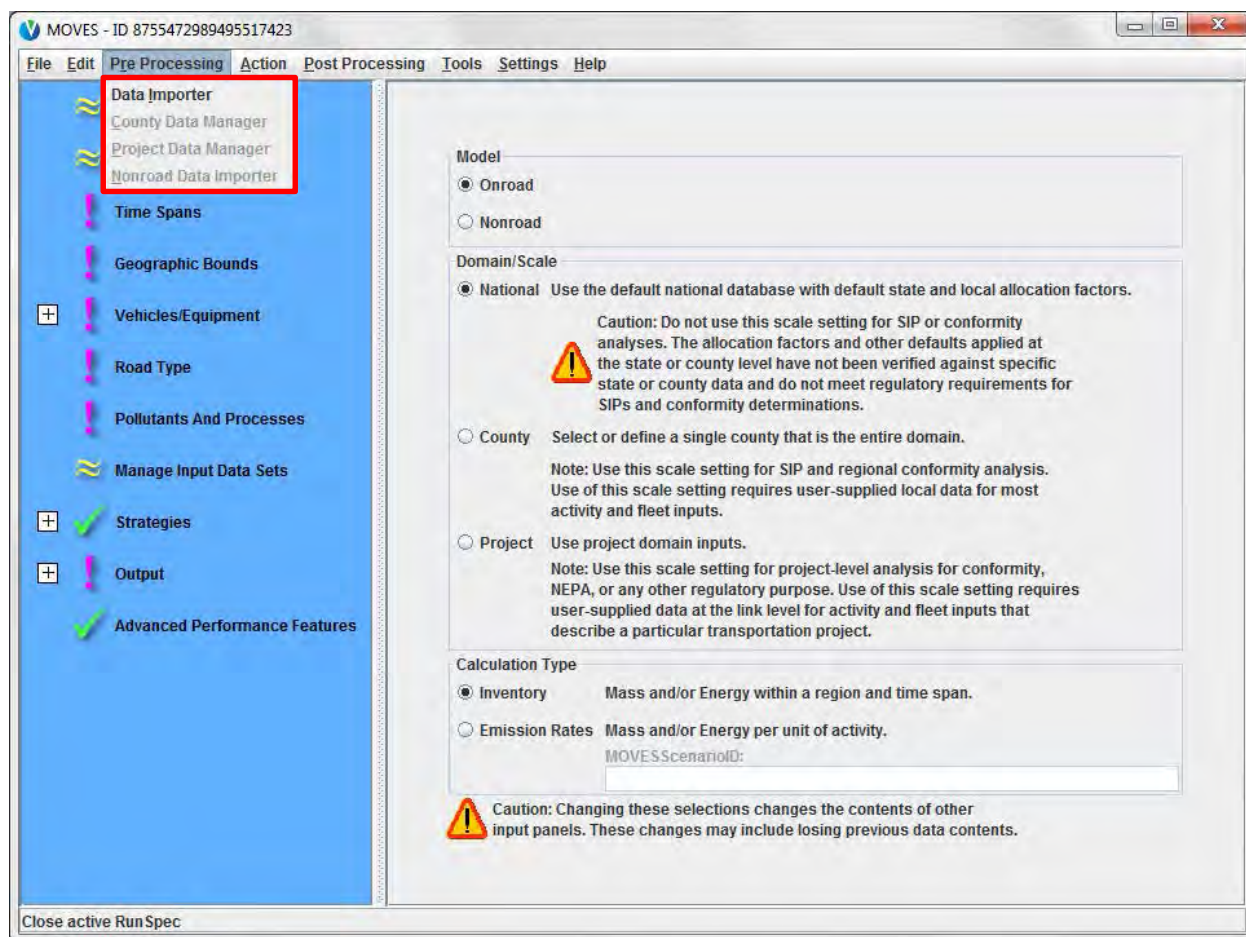 MOVES - ID 8755472989495517423
File Edit Pre Processing Action Post Processing Tools Settings Help
Data Importer
County Data Manager
Project Data Manager
Nonroad Data Importer
Time Spans
Geographic Bounds
Vehicles/Equipment
Road Type
Pollutants And Processes
Manage Input Data Sets
Strategies
Output
Advanced Performance Features
Model
Onroad
Nonroad
Domain/Scale
National Use the default national database with default state and local allocation factors.
Caution: Do not use this scale setting for SIP or conformity
analyses. The allocation factors and other defaults applied at
the state or county level have not been verified against specific
state or county data and do not meet regulatory requirements for
SIPs and conformity determinations.
County Select or define a single county that is the entire domain.
Note: Use this scale setting for SIP and regional conformity analysis.
Use of this scale setting requires user-supplied local data for most
activity and fleet inputs.
Project Use project domain inputs.
Note: Use this scale setting for project-level analysis for conformity,
NEPA, or any other regulatory purpose. Use of this scale setting requires
user-supplied data at the link level for activity and fleet inputs that
describe a particular transportation project.
Calculation Type
Inventory Mass and/or Energy within a region and time span.
Emission Rates Mass and/or Energy per unit of activity.
MOVESScenarioID:
Caution: Changing these selections changes the contents of other
input panels. These changes may include losing previous data contents.
Close active RunSpec